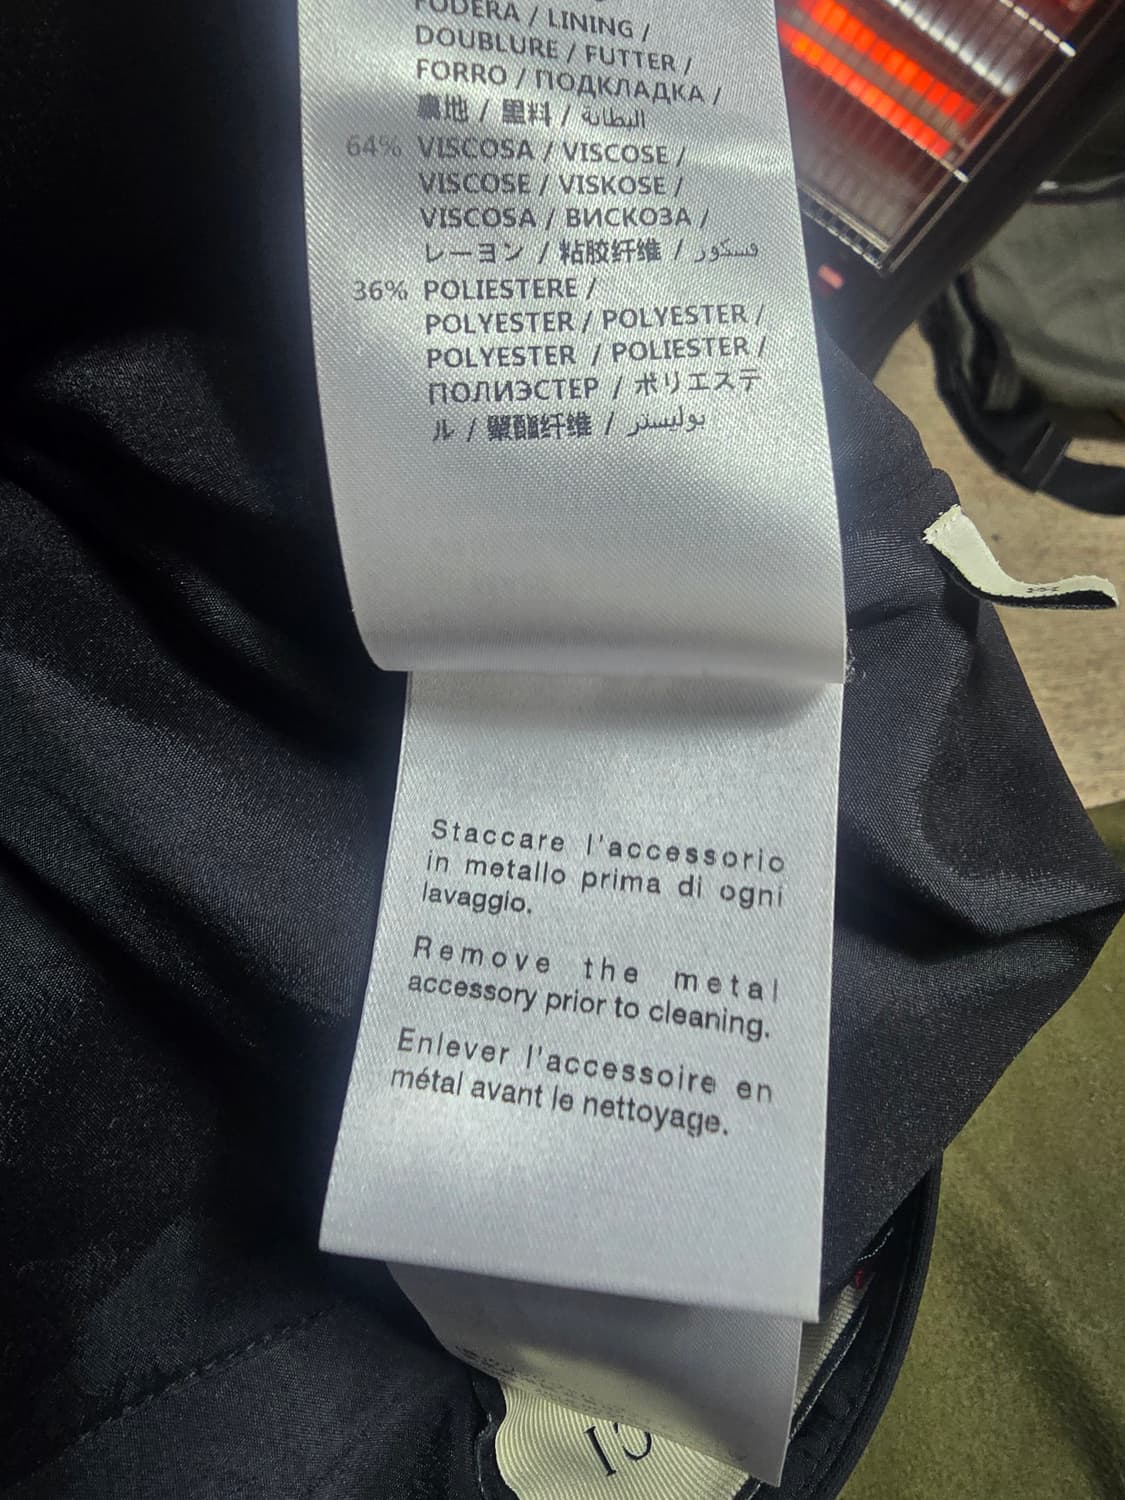 FODERA / LINING /
DOUBLURE / FUTTER /
FORRO / ПОДКЛАДКА /
裏地 / 里料 / البطانة
64% VISCOSA / VISCOSE /
VISCOSE / VISKOSE /
VISCOSA / ВИСКОЗА /
レーヨン / 粘胶纤维 / فسكوز
36% POLIESTERE /
POLYESTER / POLYESTER /
POLYESTER / POLIESTER /
ПОЛИЭСТЕР / ポリエステ
ル / 聚酯纤维 / بوليستر
Staccare l'accessorio
in metallo prima di ogni
lavaggio.
Remove the metal
accessory prior to cleaning.
Enlever l'accessoire en
métal avant le nettoyage.